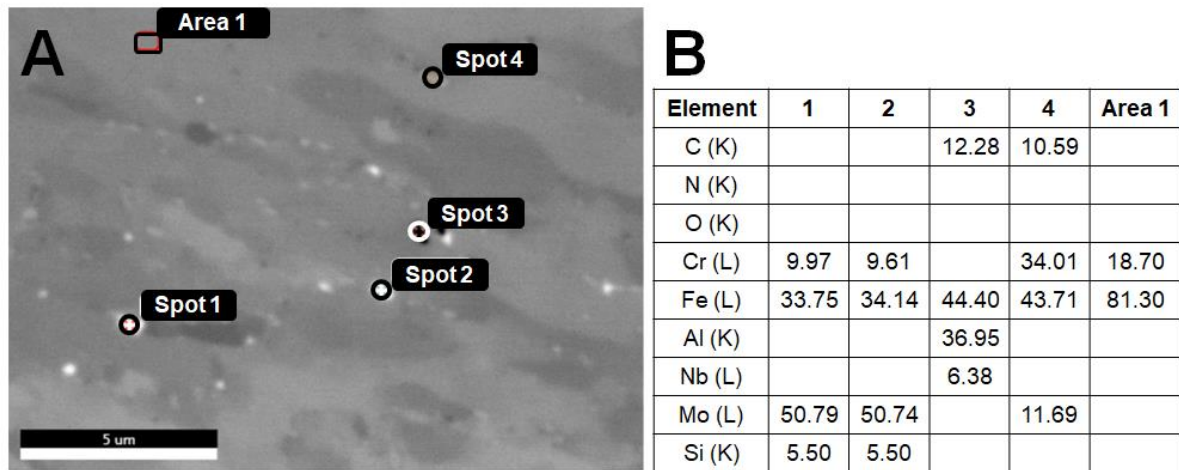 A
Area 1
Spot 4
Spot 3
Spot 2
Spot 1
5 um
B
Element 1 2 3 4 Area 1
C (K) 12.28 10.59
N (K)
O (K)
Cr (L) 9.97 9.61 34.01 18.70
Fe (L) 33.75 34.14 44.40 43.71 81.30
Al (K) 36.95
Nb (L) 6.38
Mo (L) 50.79 50.74 11.69
Si (K) 5.50 5.50